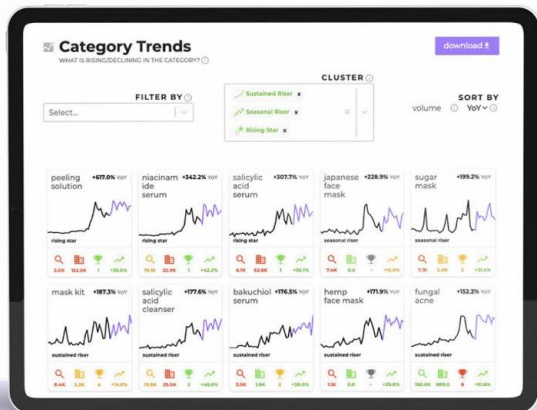 Category Trends
WHAT IS RISING/DECLINING IN THE CATEGORY?
download
FILTER BY
Select...
CLUSTER
Sustained Riser x
Seasonal Riser x
Rising Star x
SORT BY
volume YoY
peeling solution +617.0% YoY
rising star
niacinamide serum +342.2% YoY
rising star
salicylic acid serum +307.7% YoY
rising star
japanese face mask +228.9% YoY
seasonal riser
sugar mask +199.2% YoY
seasonal riser
mask kit +187.3% YoY
sustained riser
salicylic acid cleanser +177.6% YoY
sustained riser
bakuchiol serum +176.5% YoY
sustained riser
hemp face mask +171.9% YoY
sustained riser
fungal acne +152.2% YoY
sustained riser